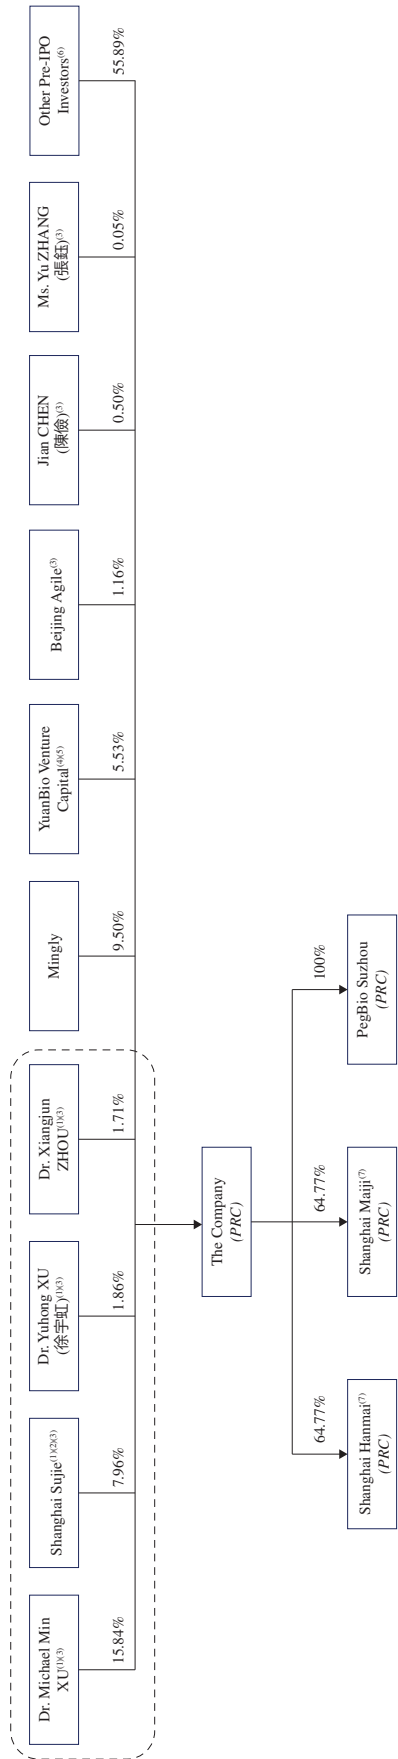 Dr. Michael Min
XU(1)(3)
15.84%
Shanghai Sujie(1)(2)(3)
7.96%
Dr. Yuhong XU
(徐宇虹)(1)(3)
1.86%
Dr. Xiangjun
ZHOU(1)(3)
1.71%
Mingly
9.50%
YuanBio Venture
Capital(4)(5)
5.53%
Beijing Agile(3)
1.16%
Jian CHEN
(陳儉)(3)
0.50%
Ms. Yu ZHANG
(張鈺)(3)
0.05%
Other Pre-IPO
Investors(6)
55.89%
The Company
(PRC)
64.77%
Shanghai Hanmai(7)
(PRC)
64.77%
Shanghai Maiji(7)
(PRC)
100%
PegBio Suzhou
(PRC)